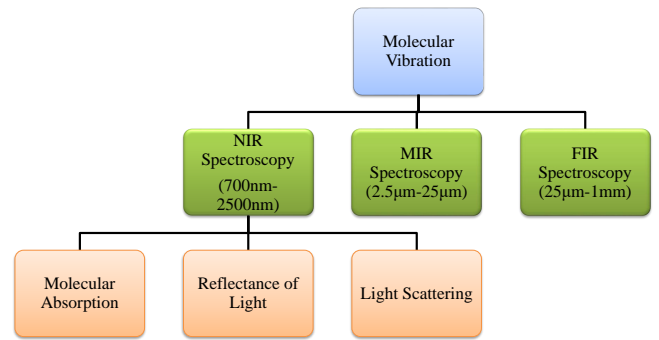 Molecular
Vibration
NIR
Spectroscopy
(700nm-
2500nm)
MIR
Spectroscopy
(2.5μm-25μm)
FIR
Spectroscopy
(25μm-1mm)
Molecular
Absorption
Reflectance of
Light
Light Scattering